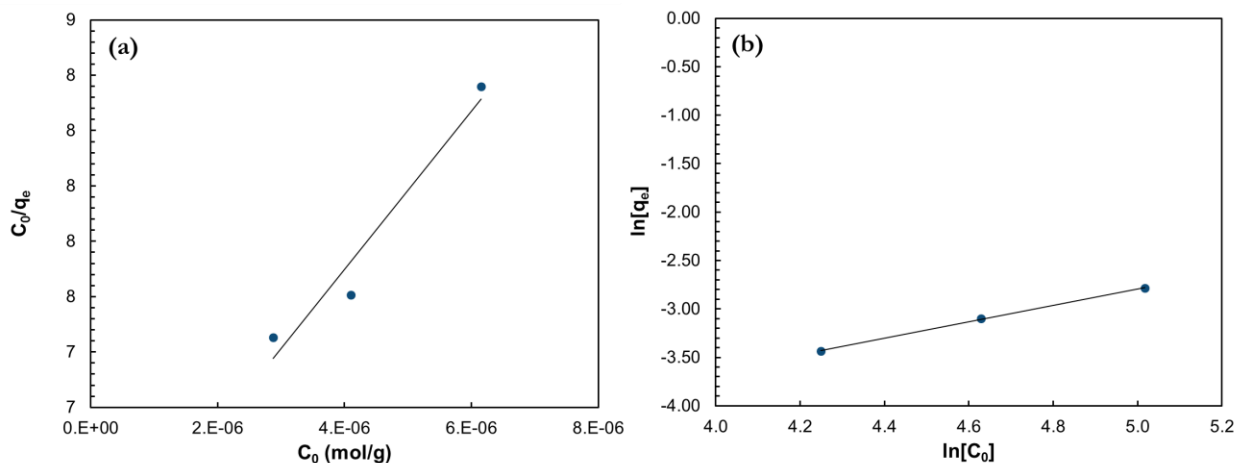 (a)
9
8
8
8
8
8
7
7
C₀/qₑ
0.E+00 2.E-06 4.E-06 6.E-06 8.E-06
C₀ (mol/g)
(b)
0.00
-0.50
-1.00
-1.50
-2.00
-2.50
-3.00
-3.50
-4.00
ln[qₑ]
4.0 4.2 4.4 4.6 4.8 5.0 5.2
ln[C₀]